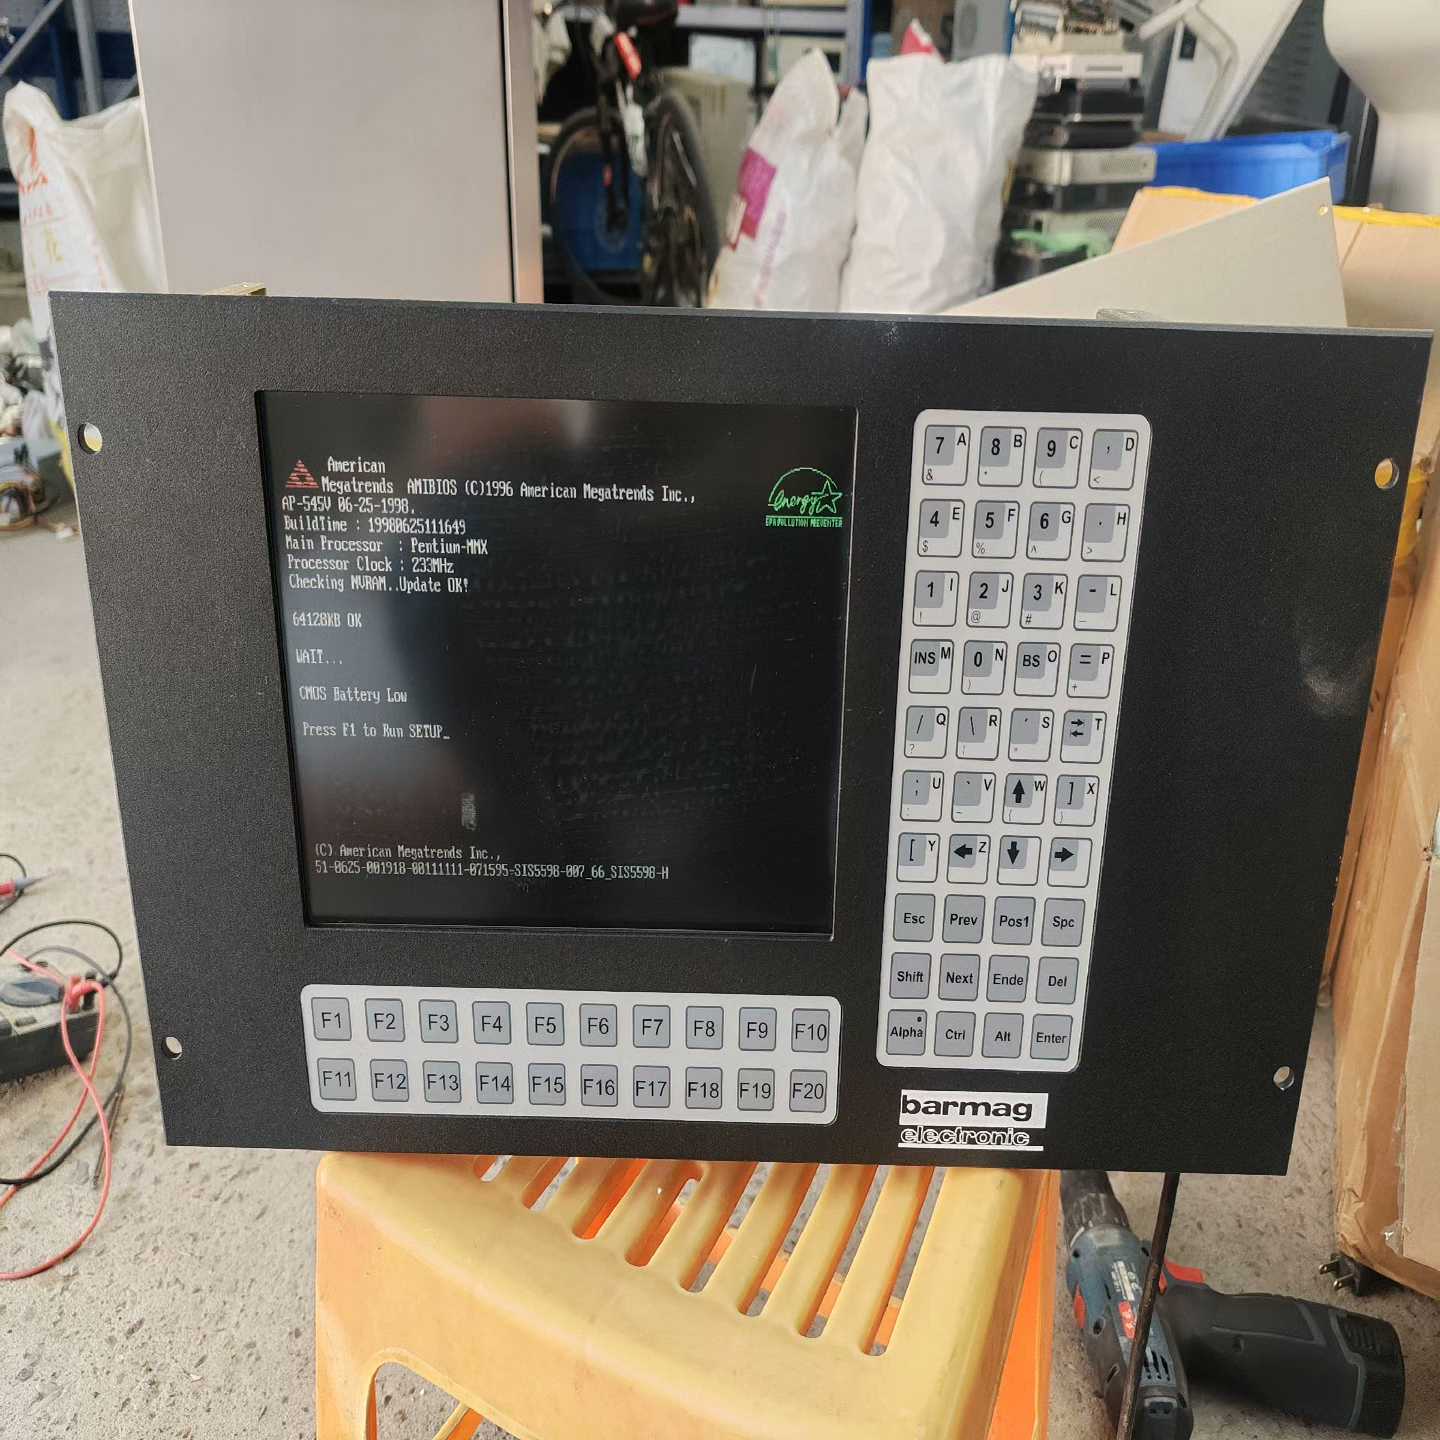 American
Megatrends AMIBIOS (C)1996 American Megatrends Inc.,
AP-545V 06-25-1998.
BuildTime : 19980625111649
Main Processor : Pentium-MMX
Processor Clock : 233MHz
Checking NVRAM..Update OK!
energy
EPA POLLUTION PREVENTER
64128KB OK
WAIT...
CMOS Battery Low
Press F1 to Run SETUP_
(C) American Megatrends Inc.,
51-0625-001918-00111111-071595-SIS5598-007_66_SIS5598-H
7 A & 8 B * 9 C ( , D <
4 E $ 5 F % 6 G ^ . H >
1 I ! 2 J @ 3 K # - L _
INS M 0 N ) BS O = P +
/ Q ? \ R | ' S " T
; U : ` V ~ W { ] X }
[ Y Z
Esc Prev Pos1 Spc
Shift Next Ende Del
Alpha Ctrl Alt Enter
F1 F2 F3 F4 F5 F6 F7 F8 F9 F10
F11 F12 F13 F14 F15 F16 F17 F18 F19 F20
barmag
electronic